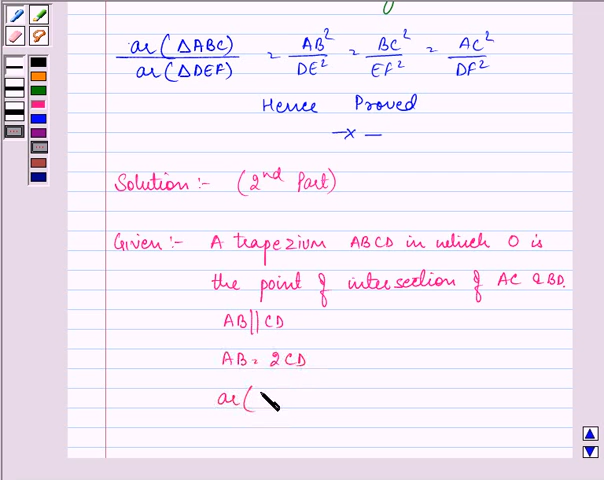 ar(ΔABC)/ar(ΔDEF) = AB²/DE² = BC²/EF² = AC²/DF²
Hence Proved
—x—
Solution:- (2nd Part)
Given:- A trapezium ABCD in which O is
the point of intersection of AC & BD.
AB||CD
AB = 2CD
ar(